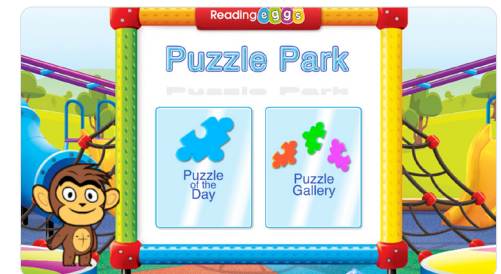 Reading eggs
Puzzle Park
Puzzle
of the
Day
Puzzle
Gallery